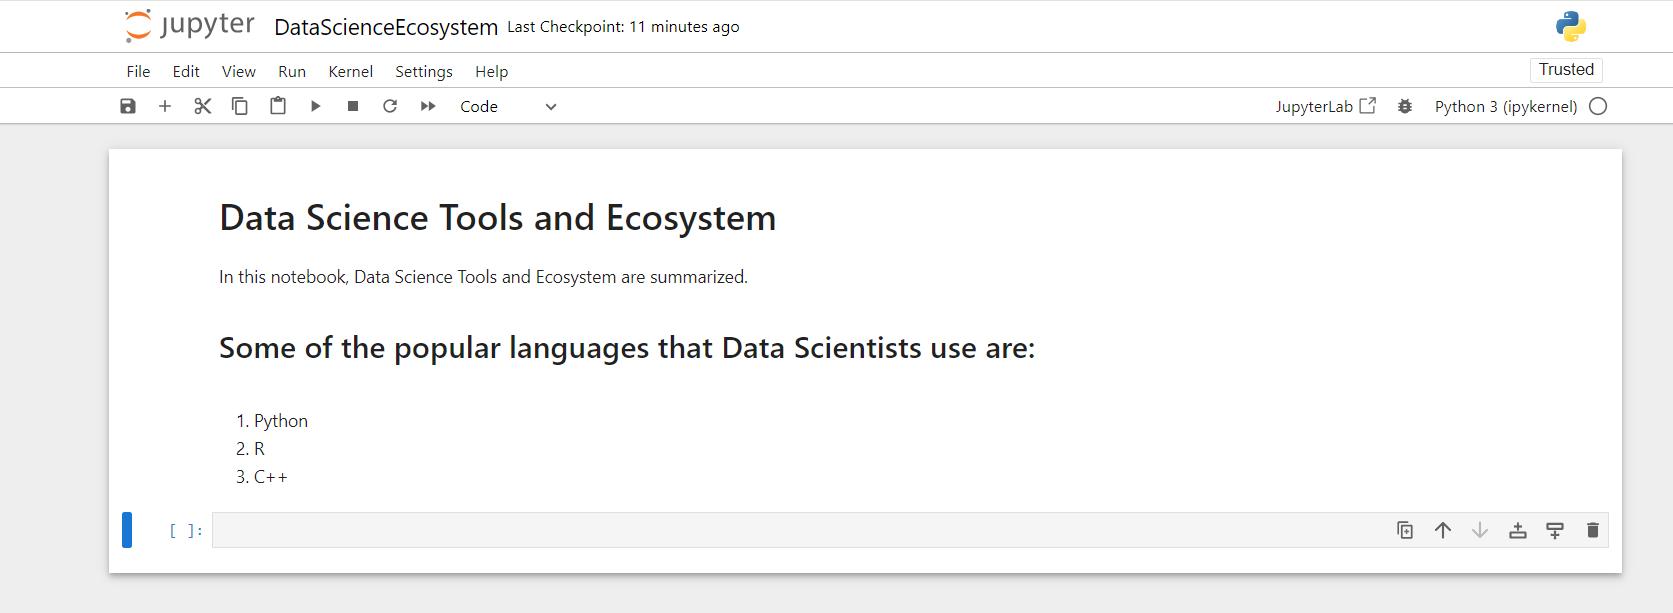 jupyter DataScienceEcosystem Last Checkpoint: 11 minutes ago
File Edit View Run Kernel Settings Help Trusted
Code JupyterLab Python 3 (ipykernel)
Data Science Tools and Ecosystem
In this notebook, Data Science Tools and Ecosystem are summarized.
Some of the popular languages that Data Scientists use are:
1. Python
2. R
3. C++
[ ]: